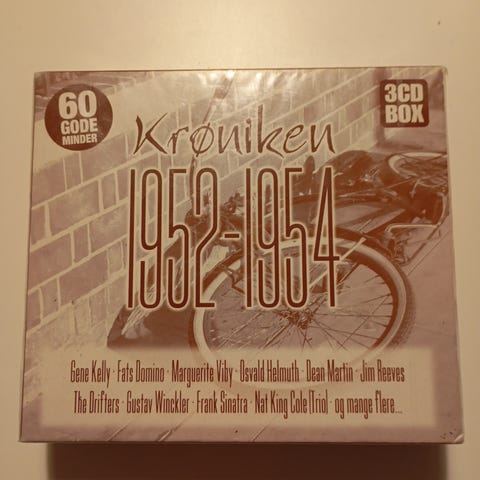 60
GODE
MINDER
3CD
BOX
Krøniken
1952-1954
Gene Kelly · Fats Domino · Marguerite Viby · Osvald Helmuth · Dean Martin · Jim Reeves
The Drifters · Gustav Winckler · Frank Sinatra · Nat King Cole (Trio) · og mange flere...